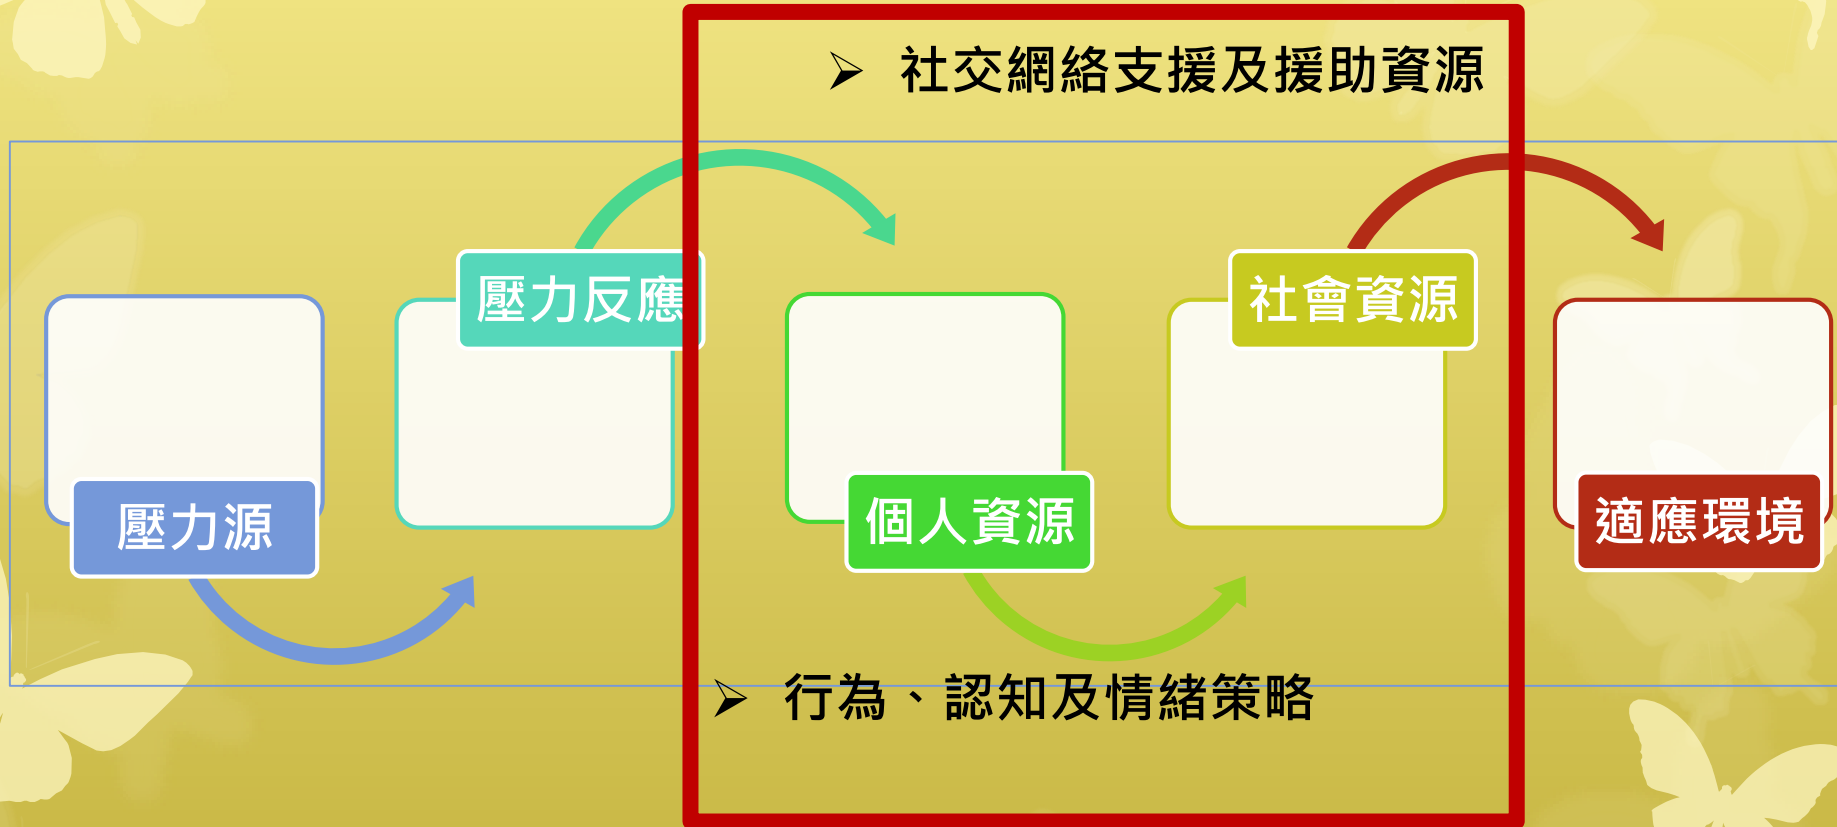 ➢ 社交網絡支援及援助資源
壓力反應
社會資源
壓力源
個人資源
適應環境
➢ 行為、認知及情緒策略